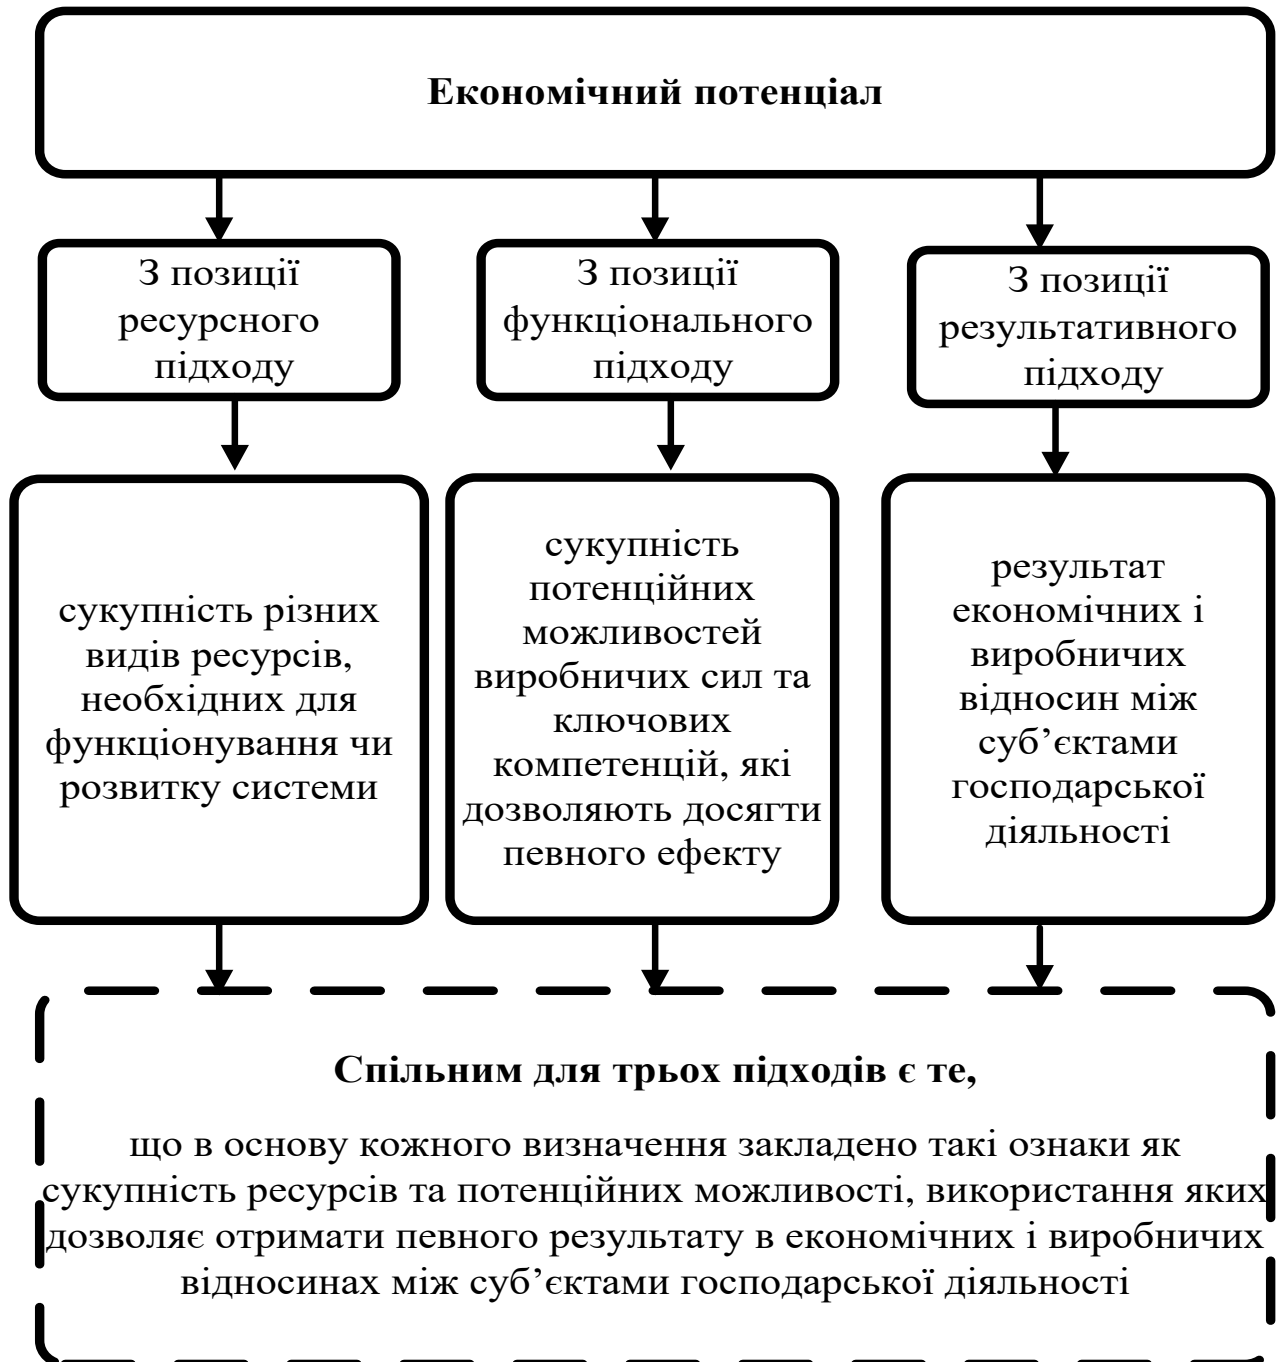 Економічний потенціал
З позиції
ресурсного
підходу
З позиції
функціонального
підходу
З позиції
результативного
підходу
сукупність різних
видів ресурсів,
необхідних для
функціонування чи
розвитку системи
сукупність
потенційних
можливостей
виробничих сил та
ключових
компетенцій, які
дозволяють досягти
певного ефекту
результат
економічних і
виробничих
відносин між
суб’єктами
господарської
діяльності
Спільним для трьох підходів є те,
що в основу кожного визначення закладено такі ознаки як
сукупність ресурсів та потенційних можливості, використання яких
дозволяє отримати певного результату в економічних і виробничих
відносинах між суб’єктами господарської діяльності